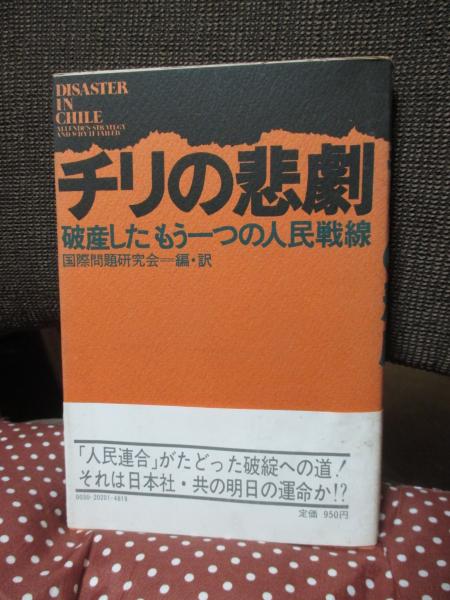 DISASTER
IN
CHILE
ALLENDE'S STRATEGY
AND WHY IT FAILED
チリの悲劇
破産したもう一つの人民戦線
国際問題研究会＝編・訳
「人民連合」がたどった破綻への道！
それは日本社・共の明日の運命か!?
0030-20201-4819
定価 950円